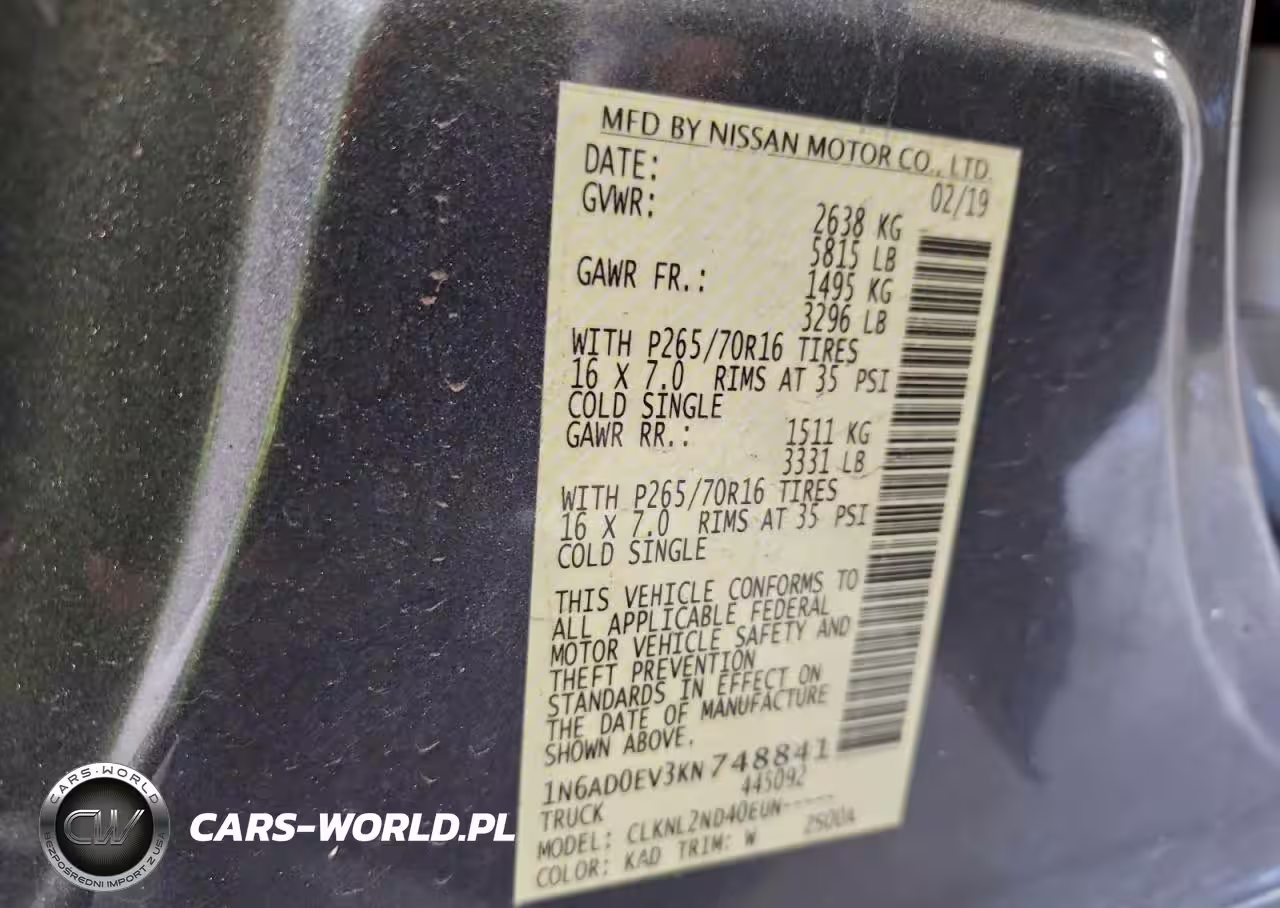 MFD BY NISSAN MOTOR CO., LTD.
DATE: 02/19
GVWR: 2638 KG
5815 LB
GAWR FR.: 1495 KG
3296 LB
WITH P265/70R16 TIRES
16 X 7.0 RIMS AT 35 PSI
COLD SINGLE
GAWR RR.: 1511 KG
3331 LB
WITH P265/70R16 TIRES
16 X 7.0 RIMS AT 35 PSI
COLD SINGLE
THIS VEHICLE CONFORMS TO
ALL APPLICABLE FEDERAL
MOTOR VEHICLE SAFETY AND
THEFT PREVENTION
STANDARDS IN EFFECT ON
THE DATE OF MANUFACTURE
SHOWN ABOVE.
1N6AD0EV3KN748841
445092
TRUCK
MODEL: CLKNL2ND40EUN-----
COLOR: KAD TRIM: W 2S00A
CARS-WORLD
CW
BEZPOŚREDNI IMPORT Z USA
CARS-WORLD.PL